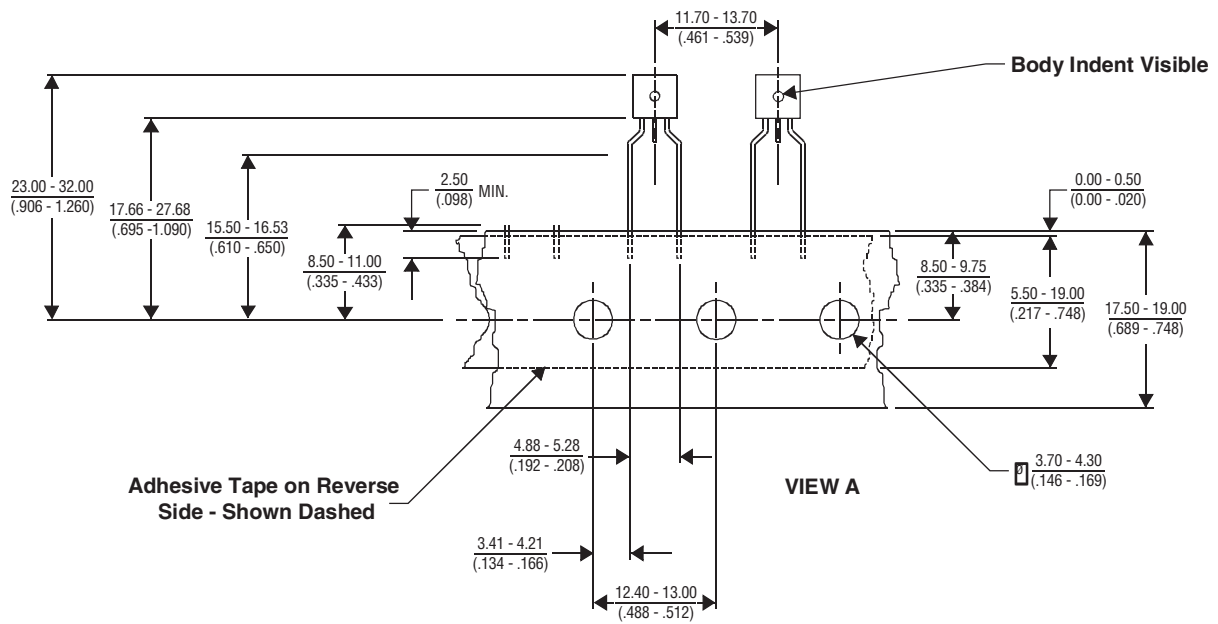 11.70 - 13.70
(.461 - .539)
Body Indent Visible
23.00 - 32.00
(.906 - 1.260)
17.66 - 27.68
(.695 -1.090)
15.50 - 16.53
(.610 - .650)
2.50
(.098)
MIN.
8.50 - 11.00
(.335 - .433)
0.00 - 0.50
(0.00 - .020)
8.50 - 9.75
(.335 - .384)
5.50 - 19.00
(.217 - .748)
17.50 - 19.00
(.689 - .748)
4.88 - 5.28
(.192 - .208)
3.70 - 4.30
(.146 - .169)
Adhesive Tape on Reverse
Side - Shown Dashed
VIEW A
3.41 - 4.21
(.134 - .166)
12.40 - 13.00
(.488 - .512)